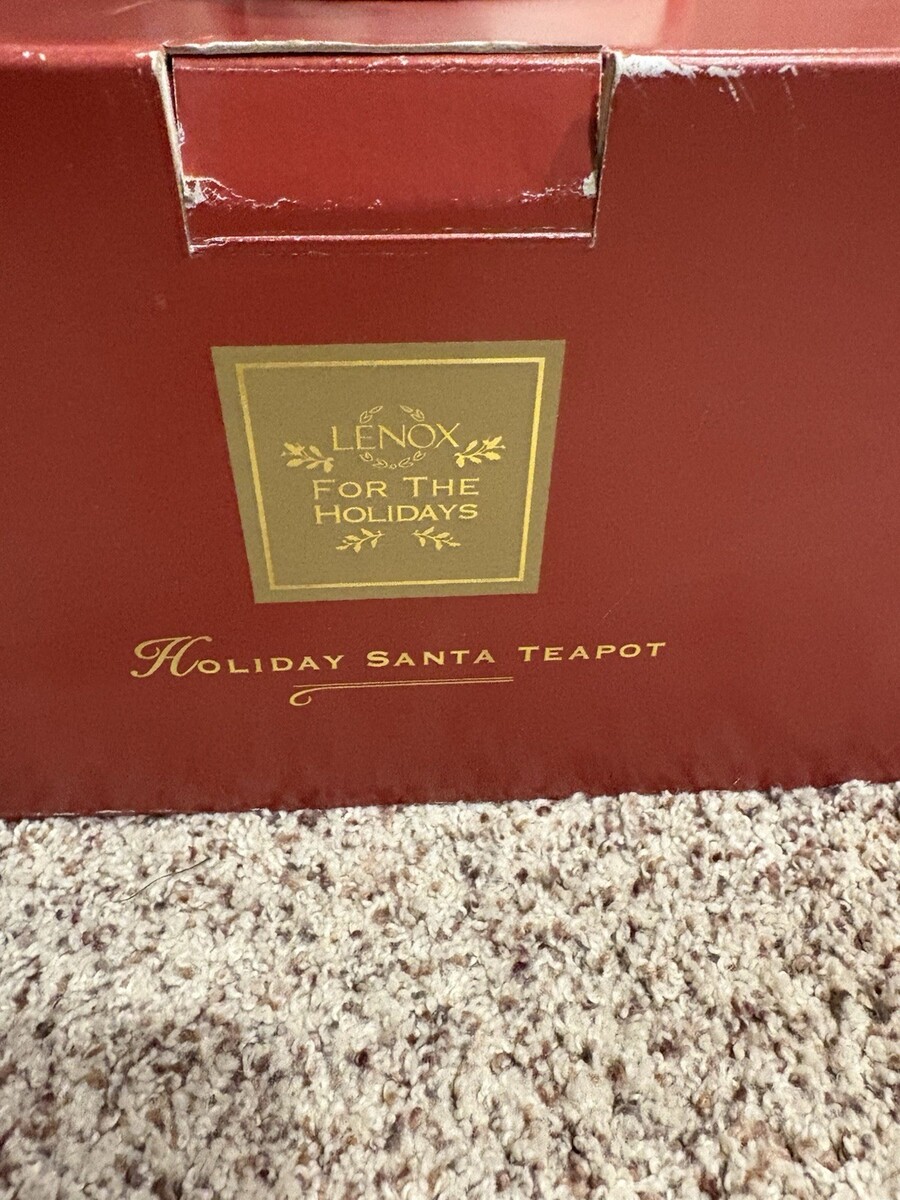 LENOX
FOR THE
HOLIDAYS
HOLIDAY SANTA TEAPOT